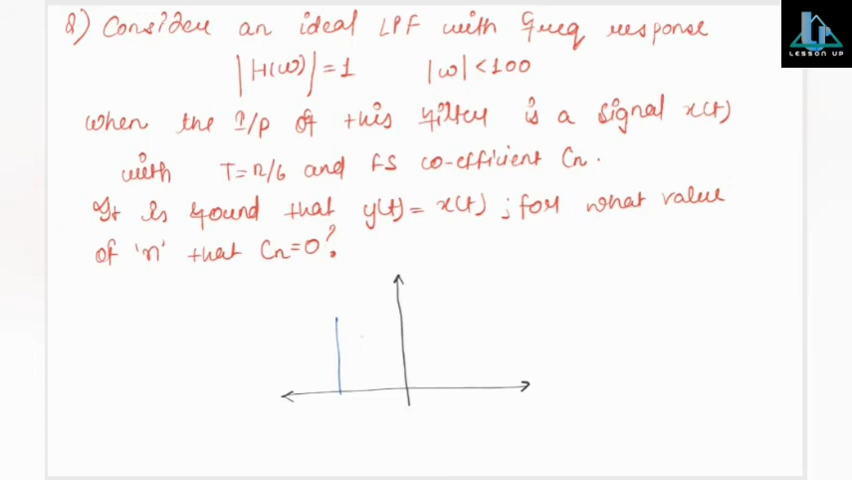 Q) Consider an ideal LPF with freq response
|H(ω)| = 1 |ω| < 100
when the I/p of this filter is a signal x(t)
with T = π/6 and FS co-efficient Cn.
It is found that y(t) = x(t) ; for what value
of 'n' that Cn = 0?
LESSON UP